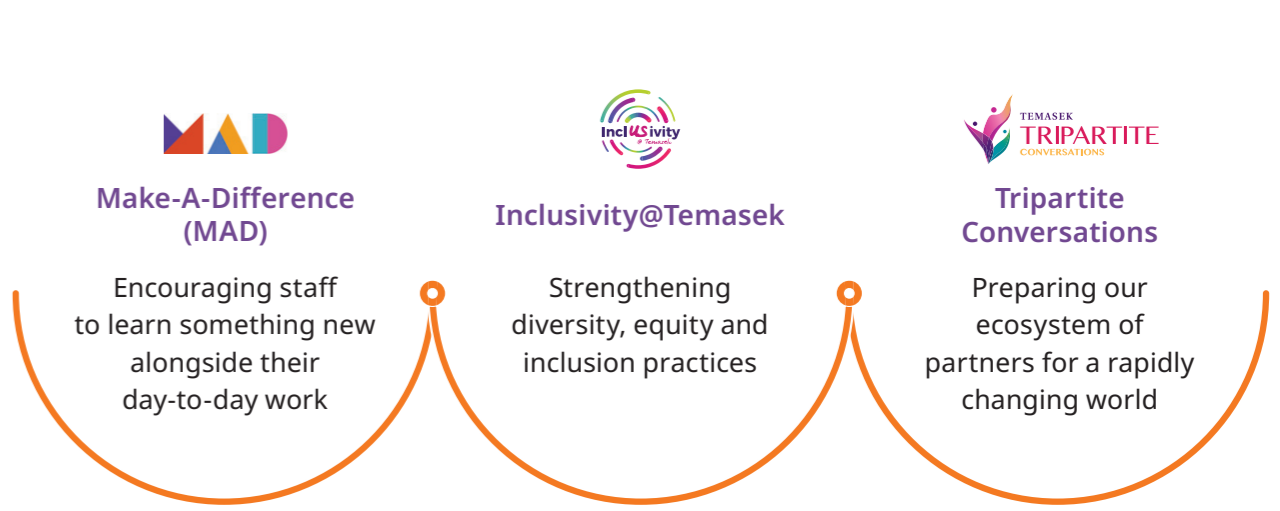 MAD
Make-A-Difference
(MAD)
Encouraging staff
to learn something new
alongside their
day-to-day work
InclUSivity
@ Temasek
Inclusivity@Temasek
Strengthening
diversity, equity and
inclusion practices
TEMASEK
TRIPARTITE
CONVERSATIONS
Tripartite
Conversations
Preparing our
ecosystem of
partners for a rapidly
changing world